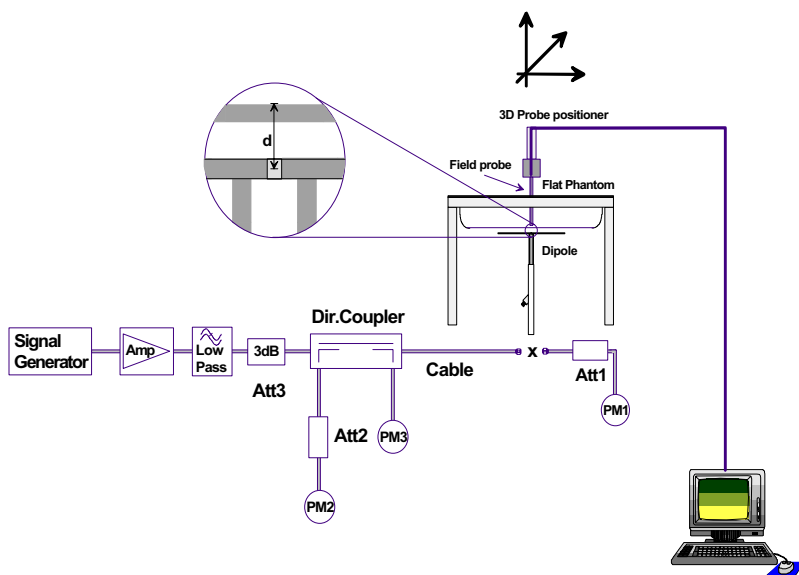 3D Probe positioner
d
Field probe
Flat Phantom
Dipole
Dir.Coupler
Signal
Generator
Amp
Low
Pass
3dB
Att3
Cable
x
Att1
PM1
Att2
PM3
PM2